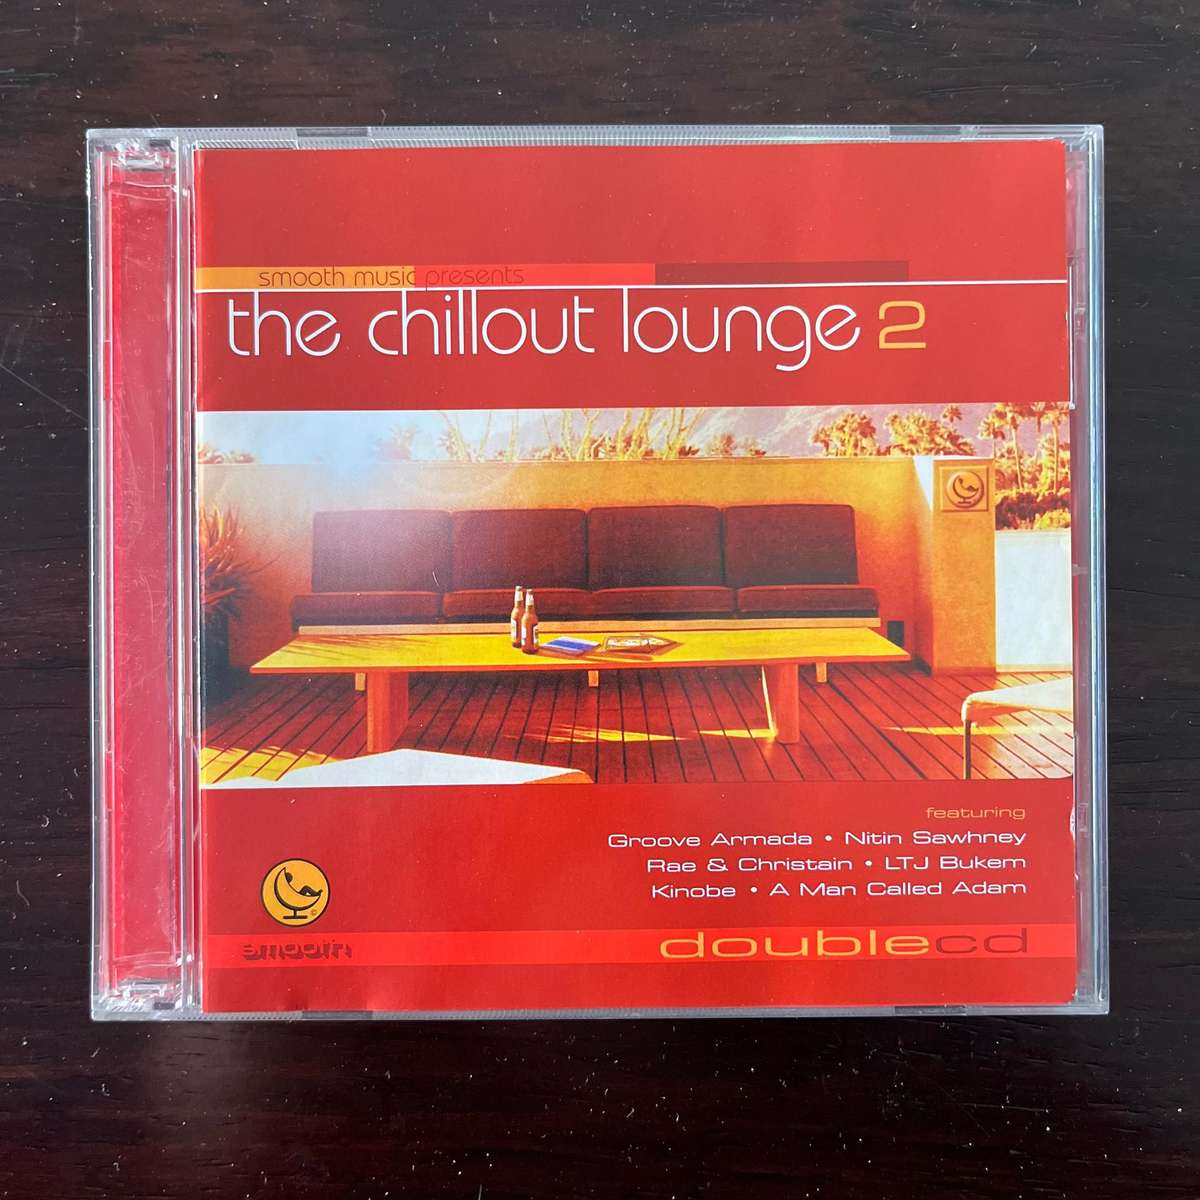 smooth music presents
the chillout lounge 2
featuring
Groove Armada • Nitin Sawhney
Rae & Christain • LTJ Bukem
Kinobe • A Man Called Adam
©
smooth
doublecd